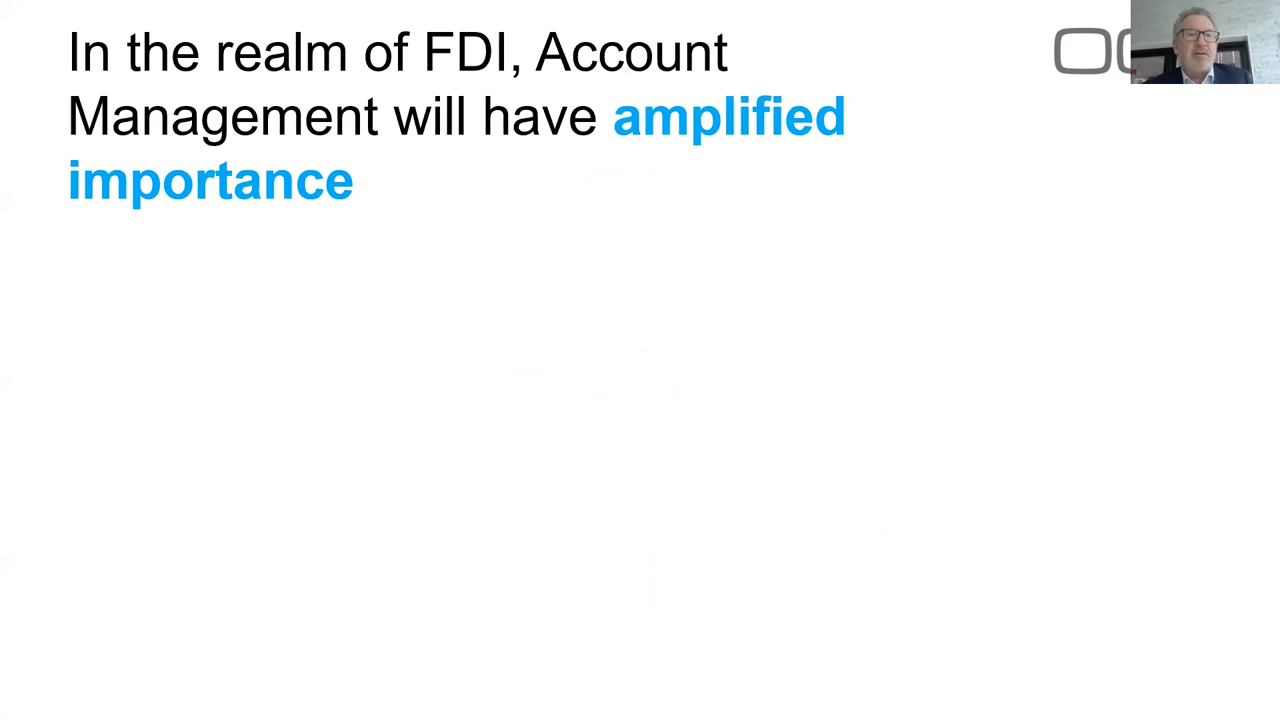 In the realm of FDI, Account
Management will have amplified
importance